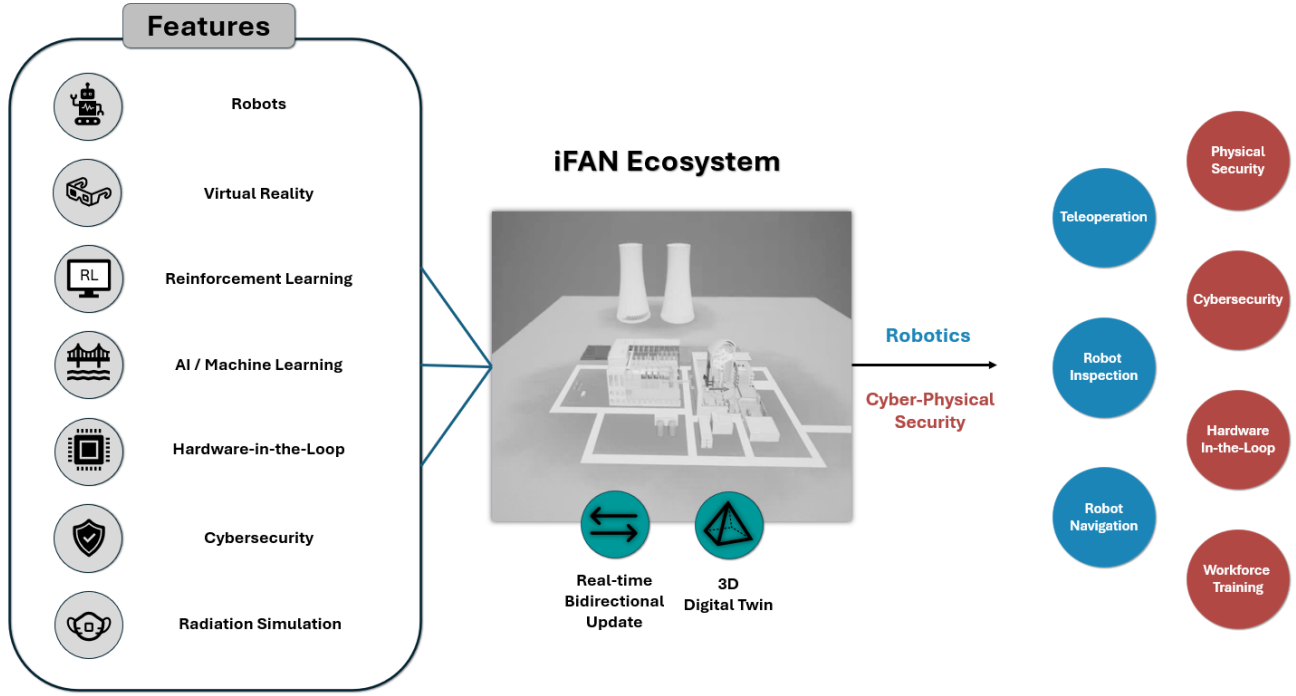 Features
Robots
Virtual Reality
RL
Reinforcement Learning
AI / Machine Learning
Hardware-in-the-Loop
Cybersecurity
Radiation Simulation
iFAN Ecosystem
Real-time
Bidirectional
Update
3D
Digital Twin
Robotics
Cyber-Physical
Security
Teleoperation
Robot
Inspection
Robot
Navigation
Physical
Security
Cybersecurity
Hardware
In-the-Loop
Workforce
Training